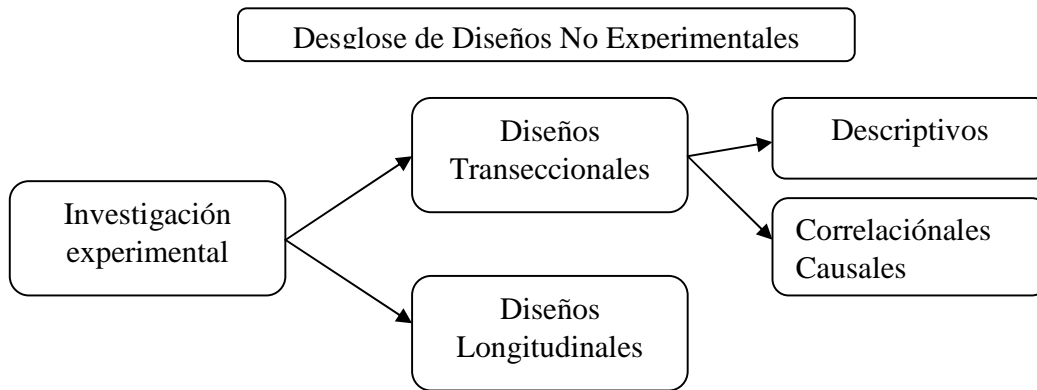 Desglose de Diseños No Experimentales
Investigación
experimental
Diseños
Transeccionales
Diseños
Longitudinales
Descriptivos
Correlaciónales
Causales